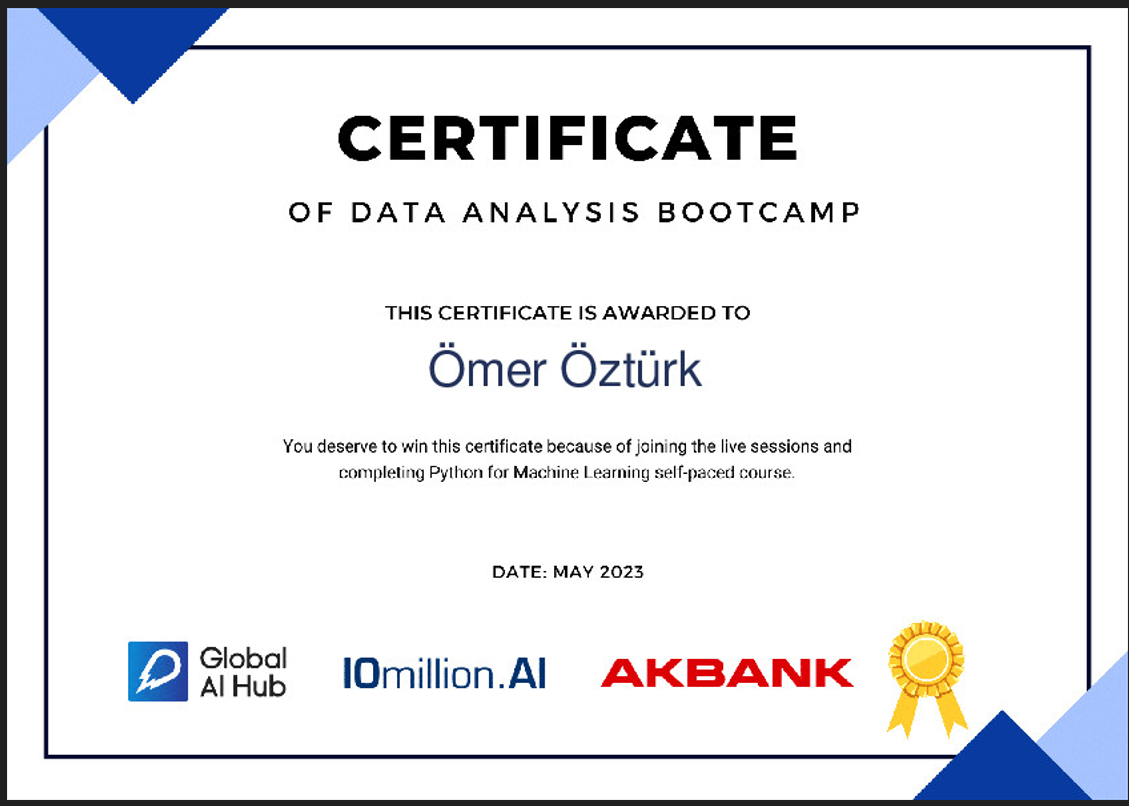 CERTIFICATE
OF DATA ANALYSIS BOOTCAMP
THIS CERTIFICATE IS AWARDED TO
Ömer Öztürk
You deserve to win this certificate because of joining the live sessions and
completing Python for Machine Learning self-paced course.
DATE: MAY 2023
Global
AI Hub
10million.AI
AKBANK